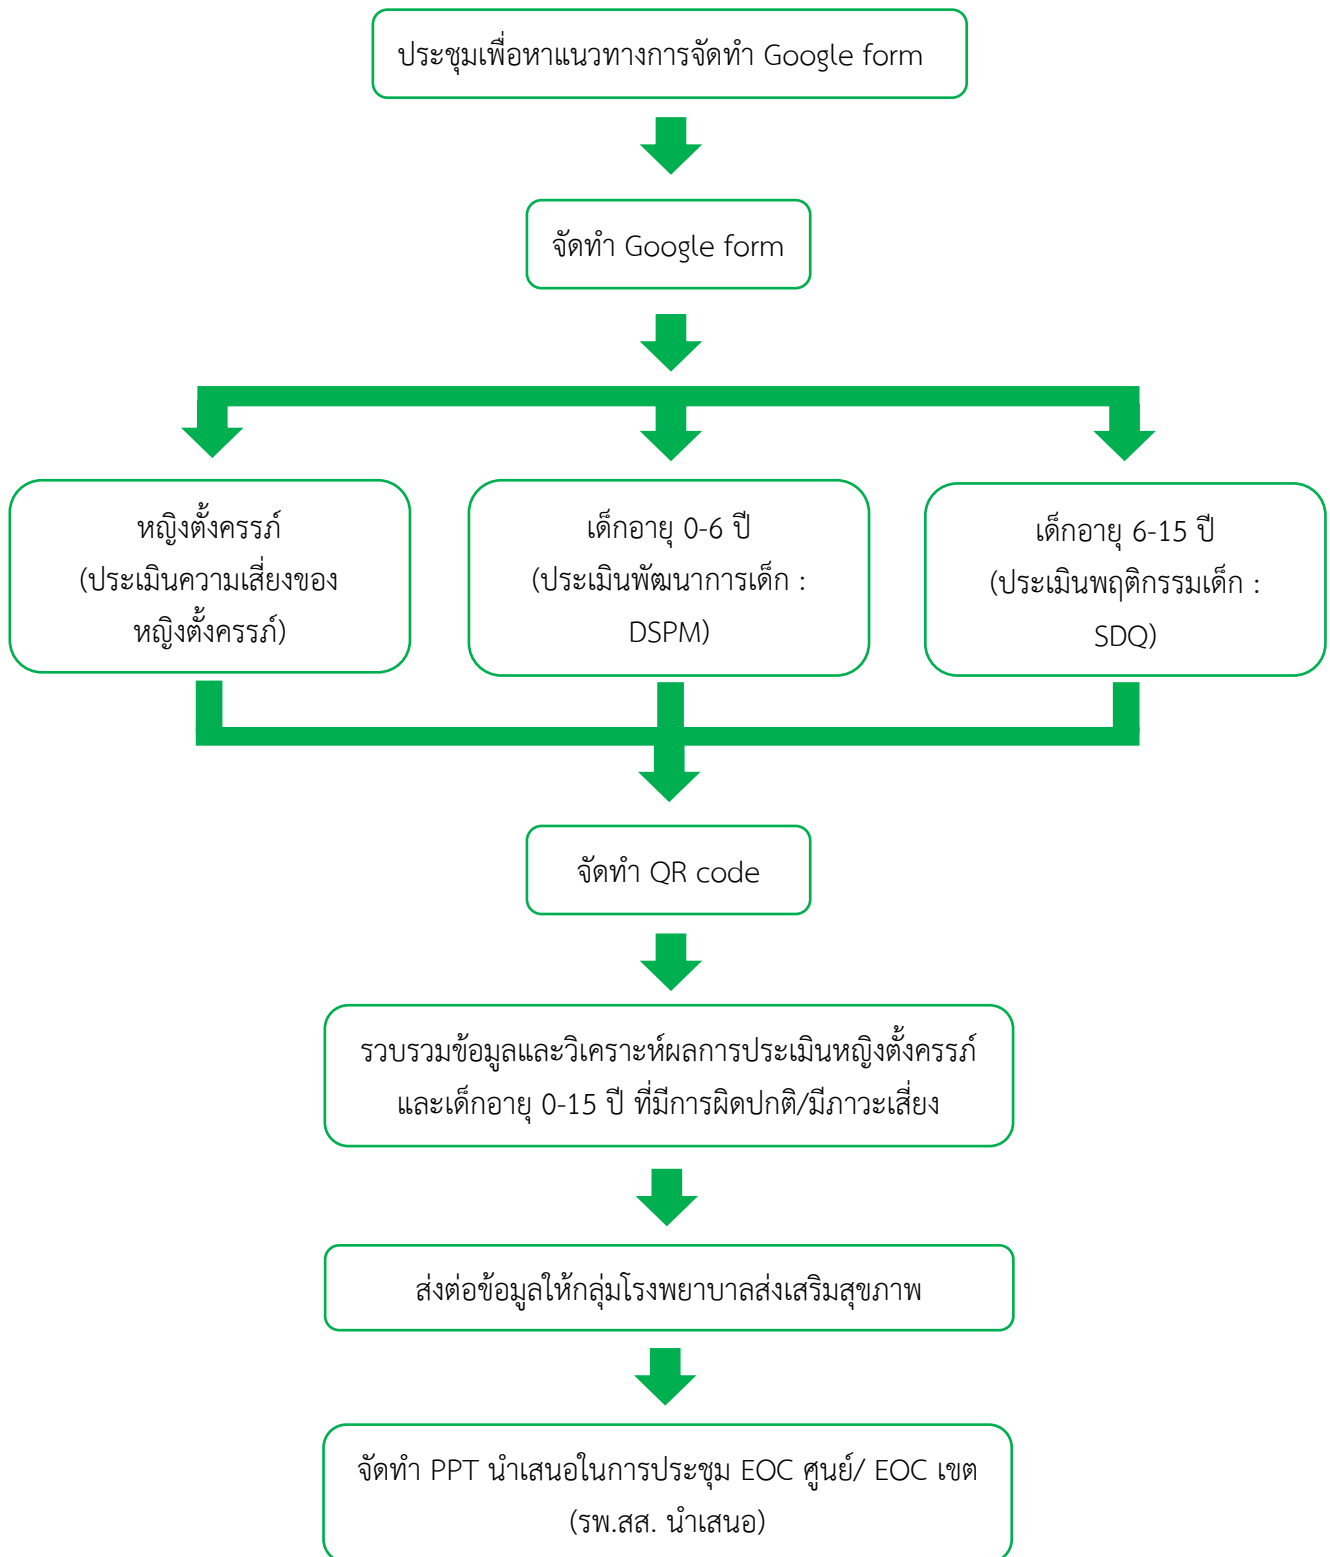 ประชุมเพื่อหาแนวทางการจัดทำ Google form
จัดทำ Google form
หญิงตั้งครรภ์
(ประเมินความเสี่ยงของ
หญิงตั้งครรภ์)
เด็กอายุ 0-6 ปี
(ประเมินพัฒนาการเด็ก :
DSPM)
เด็กอายุ 6-15 ปี
(ประเมินพฤติกรรมเด็ก :
SDQ)
จัดทำ QR code
รวบรวมข้อมูลและวิเคราะห์ผลการประเมินหญิงตั้งครรภ์
และเด็กอายุ 0-15 ปี ที่มีการผิดปกติ/มีภาวะเสี่ยง
ส่งต่อข้อมูลให้กลุ่มโรงพยาบาลส่งเสริมสุขภาพ
จัดทำ PPT นำเสนอในการประชุม EOC ศูนย์/ EOC เขต
(รพ.สส. นำเสนอ)